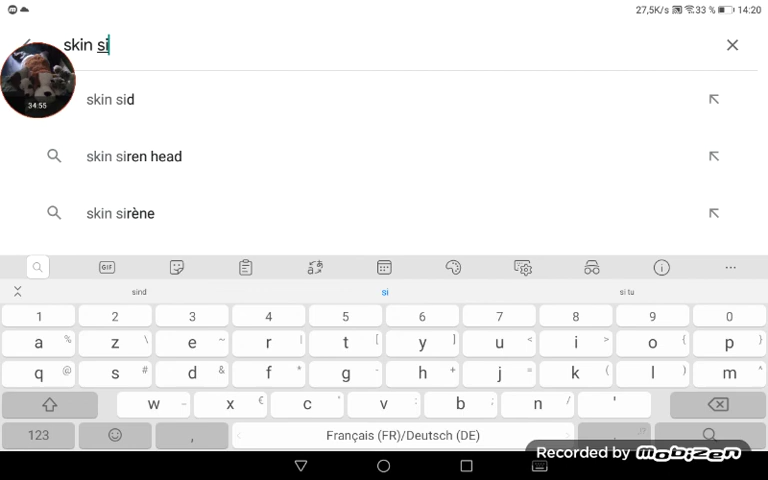 27,5K/s 33 % 14:20
skin si
34:55
skin sid
skin siren head
skin sirène
GIF
sind si si tu
1 2 3 4 5 6 7 8 9 0
a % z \ e ~ r | t [ y ] u < i > o { p }
q @ s # d & f * g - h + j = k ( l ) m ^
w _ x € c " v : b ; n / '
123 , Français (FR)/Deutsch (DE) . !?
Recorded by mobizen